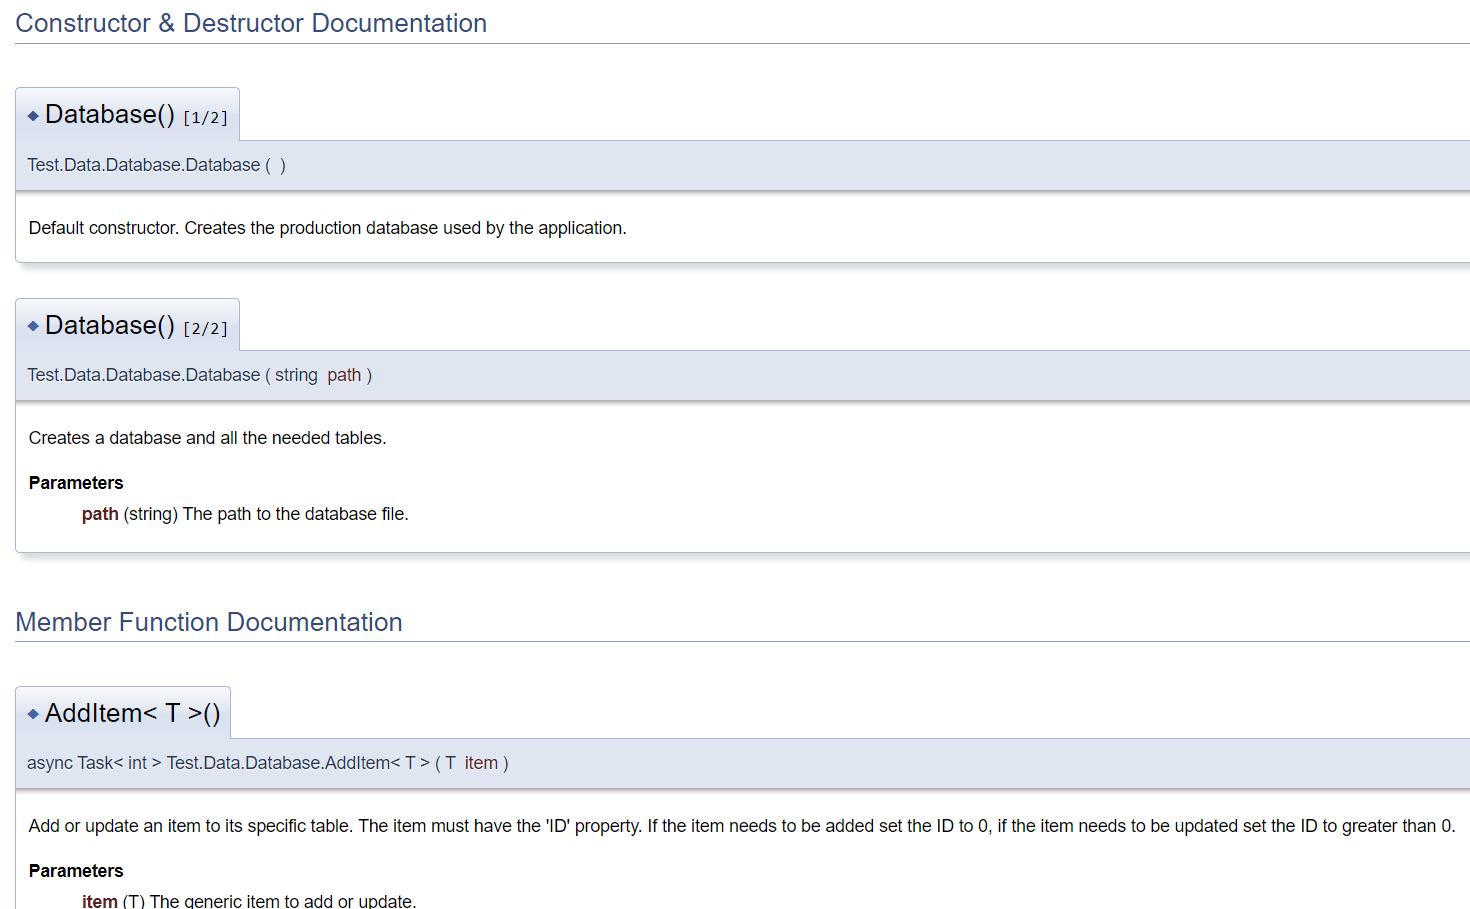 Constructor & Destructor Documentation
◆ Database() [1/2]
Test.Data.Database.Database ( )
Default constructor. Creates the production database used by the application.
◆ Database() [2/2]
Test.Data.Database.Database ( string path )
Creates a database and all the needed tables.
Parameters
path (string) The path to the database file.
Member Function Documentation
◆ AddItem< T >()
async Task< int > Test.Data.Database.AddItem< T > ( T item )
Add or update an item to its specific table. The item must have the 'ID' property. If the item needs to be added set the ID to 0, if the item needs to be updated set the ID to greater than 0.
Parameters
item (T) The generic item to add or update.